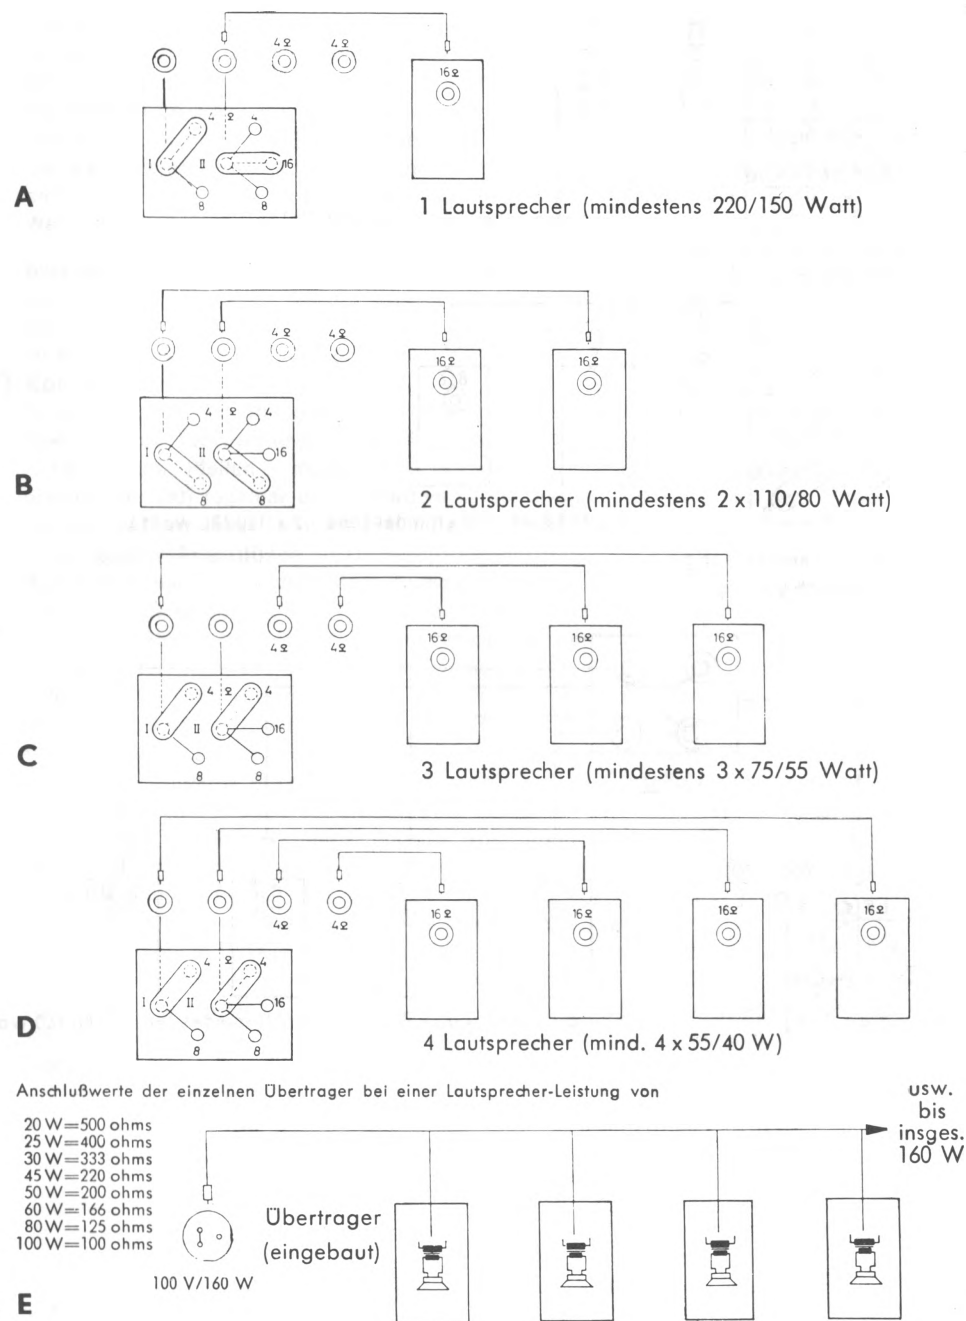 4Ω 4Ω
16Ω
4 Ω 4
I II 16
8 8
A
1 Lautsprecher (mindestens 220/150 Watt)
4Ω 4Ω
16Ω 16Ω
4 Ω 4
I II 16
8 8
B
2 Lautsprecher (mindestens 2 x 110/80 Watt)
16Ω 16Ω 16Ω
4Ω 4Ω
4 Ω 4
I II 16
8 8
C
3 Lautsprecher (mindestens 3 x 75/55 Watt)
16Ω 16Ω 16Ω 16Ω
4Ω 4Ω
4 Ω 4
I II 16
8 8
D
4 Lautsprecher (mind. 4 x 55/40 W)
Anschlußwerte der einzelnen Übertrager bei einer Lautsprecher-Leistung von
20 W=500 ohms
25 W=400 ohms
30 W=333 ohms
45 W=220 ohms
50 W=200 ohms
60 W=166 ohms
80 W=125 ohms
100 W=100 ohms
usw.
bis
insges.
160 W
Übertrager
(eingebaut)
100 V/160 W
E